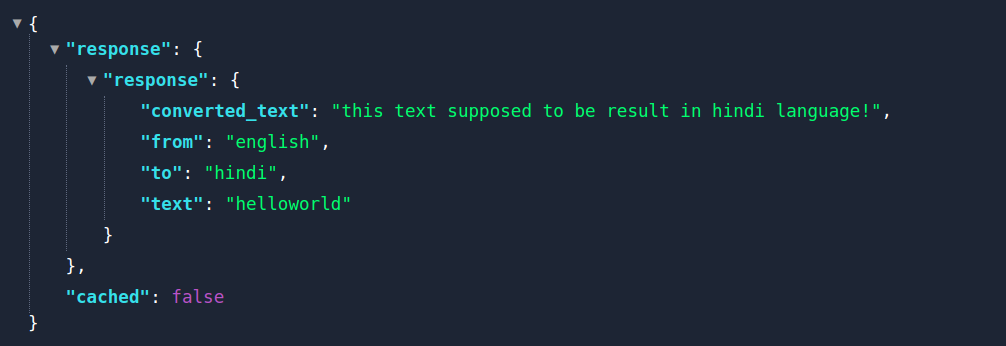 {
"response": {
"response": {
"converted_text": "this text supposed to be result in hindi language!",
"from": "english",
"to": "hindi",
"text": "helloworld"
}
},
"cached": false
}